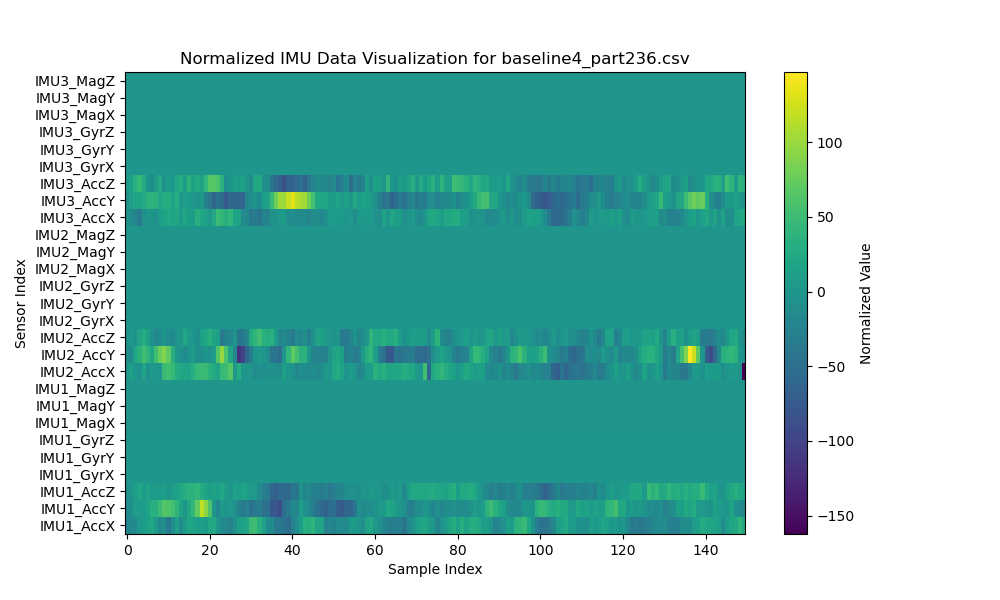 Normalized IMU Data Visualization for baseline4_part236.csv
Sensor Index
IMU3_MagZ
IMU3_MagY
IMU3_MagX
IMU3_GyrZ
IMU3_GyrY
IMU3_GyrX
IMU3_AccZ
IMU3_AccY
IMU3_AccX
IMU2_MagZ
IMU2_MagY
IMU2_MagX
IMU2_GyrZ
IMU2_GyrY
IMU2_GyrX
IMU2_AccZ
IMU2_AccY
IMU2_AccX
IMU1_MagZ
IMU1_MagY
IMU1_MagX
IMU1_GyrZ
IMU1_GyrY
IMU1_GyrX
IMU1_AccZ
IMU1_AccY
IMU1_AccX
0 20 40 60 80 100 120 140
Sample Index
100
50
0
−50
−100
−150
Normalized Value